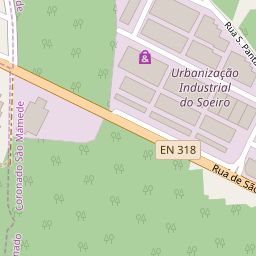 Rua S. Panta
Urbanização
Industrial
do Soeiro
EN 318
Rua de São
Coronado São Mamede